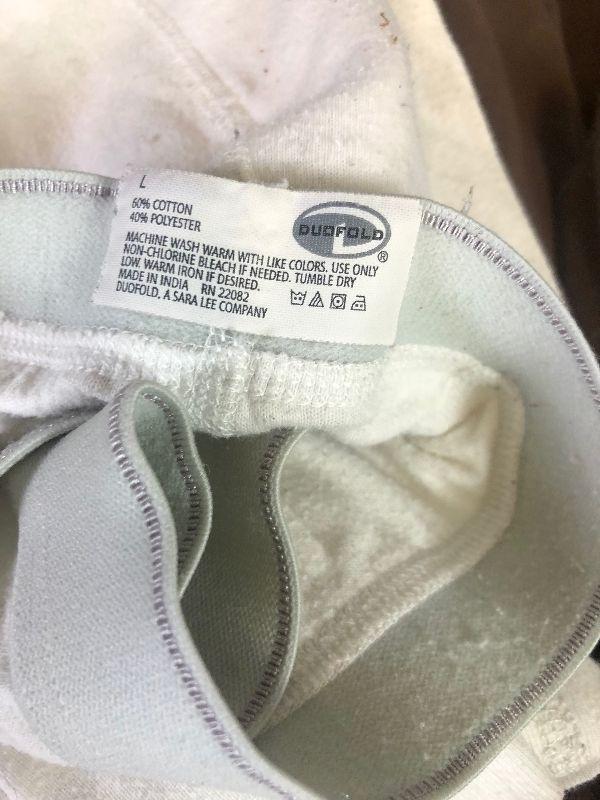 L
60% COTTON
40% POLYESTER
DUOFOLD ®
MACHINE WASH WARM WITH LIKE COLORS. USE ONLY
NON-CHLORINE BLEACH IF NEEDED. TUMBLE DRY
LOW. WARM IRON IF DESIRED.
MADE IN INDIA RN 22082
DUOFOLD, A SARA LEE COMPANY